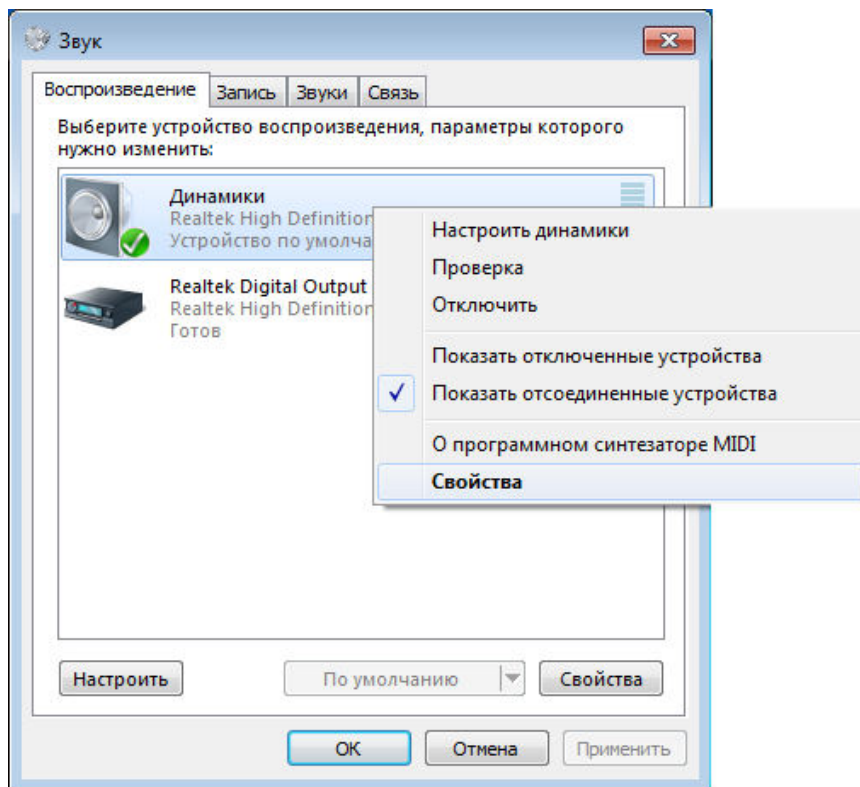 Звук
Воспроизведение Запись Звуки Связь
Выберите устройство воспроизведения, параметры которого
нужно изменить:
Динамики
Realtek High Definition
Устройство по
Realtek Digital Output
Realtek High Definition
Готов
Настроить динамики
Проверка
Отключить
Показать отключенные устройства
Показать отсоединенные устройства
О программном синтезаторе MIDI
Свойства
Настроить По умолчанию Свойства
ОК Отмена Применить